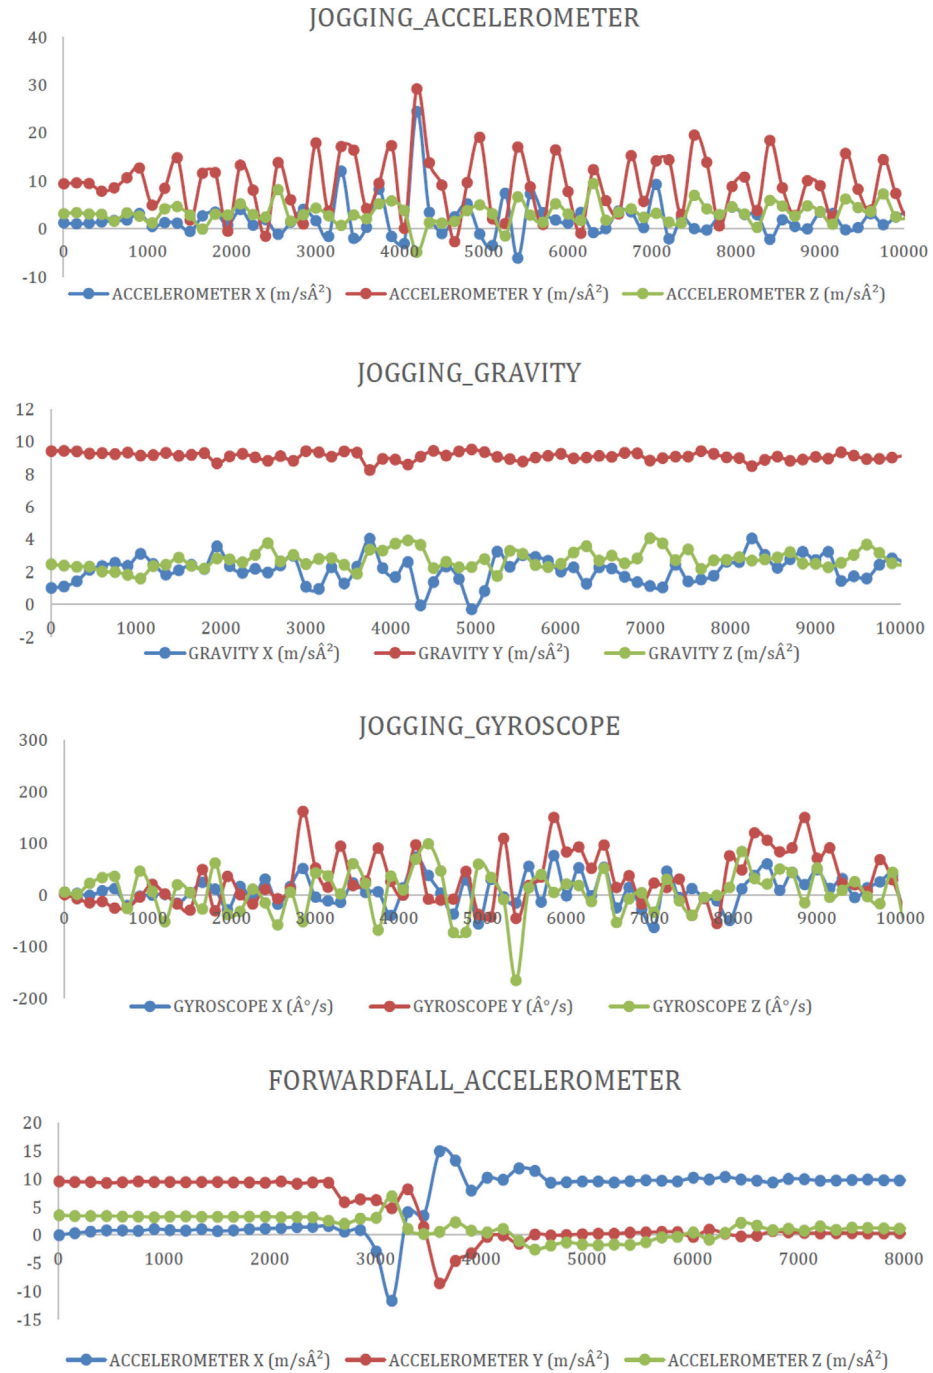 JOGGING_ACCELEROMETER
40
30
20
10
0
-10
0 1000 2000 3000 4000 5000 6000 7000 8000 9000 10000
ACCELEROMETER X (m/sÂ²) ACCELEROMETER Y (m/sÂ²) ACCELEROMETER Z (m/sÂ²)
JOGGING_GRAVITY
12
10
8
6
4
2
0
-2
0 1000 2000 3000 4000 5000 6000 7000 8000 9000 10000
GRAVITY X (m/sÂ²) GRAVITY Y (m/sÂ²) GRAVITY Z (m/sÂ²)
JOGGING_GYROSCOPE
300
200
100
0
-100
-200
0 1000 2000 3000 4000 5000 6000 7000 8000 9000 10000
GYROSCOPE X (Â°/s) GYROSCOPE Y (Â°/s) GYROSCOPE Z (Â°/s)
FORWARDFALL_ACCELEROMETER
20
15
10
5
0
-5
-10
-15
0 1000 2000 3000 4000 5000 6000 7000 8000
ACCELEROMETER X (m/sÂ²) ACCELEROMETER Y (m/sÂ²) ACCELEROMETER Z (m/sÂ²)